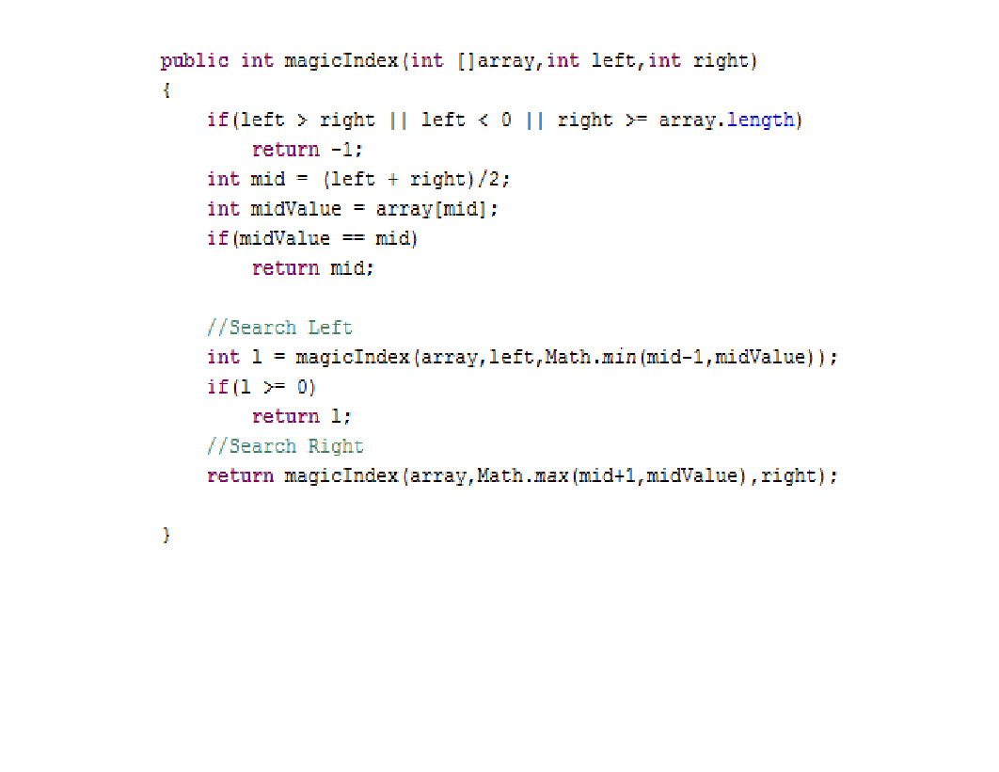 public int magicIndex(int []array,int left,int right)
{
    if(left > right || left < 0 || right >= array.length)
        return -1;
    int mid = (left + right)/2;
    int midValue = array[mid];
    if(midValue == mid)
        return mid;

    //Search Left
    int l = magicIndex(array,left,Math.min(mid-1,midValue));
    if(l >= 0)
        return l;
    //Search Right
    return magicIndex(array,Math.max(mid+1,midValue),right);

}